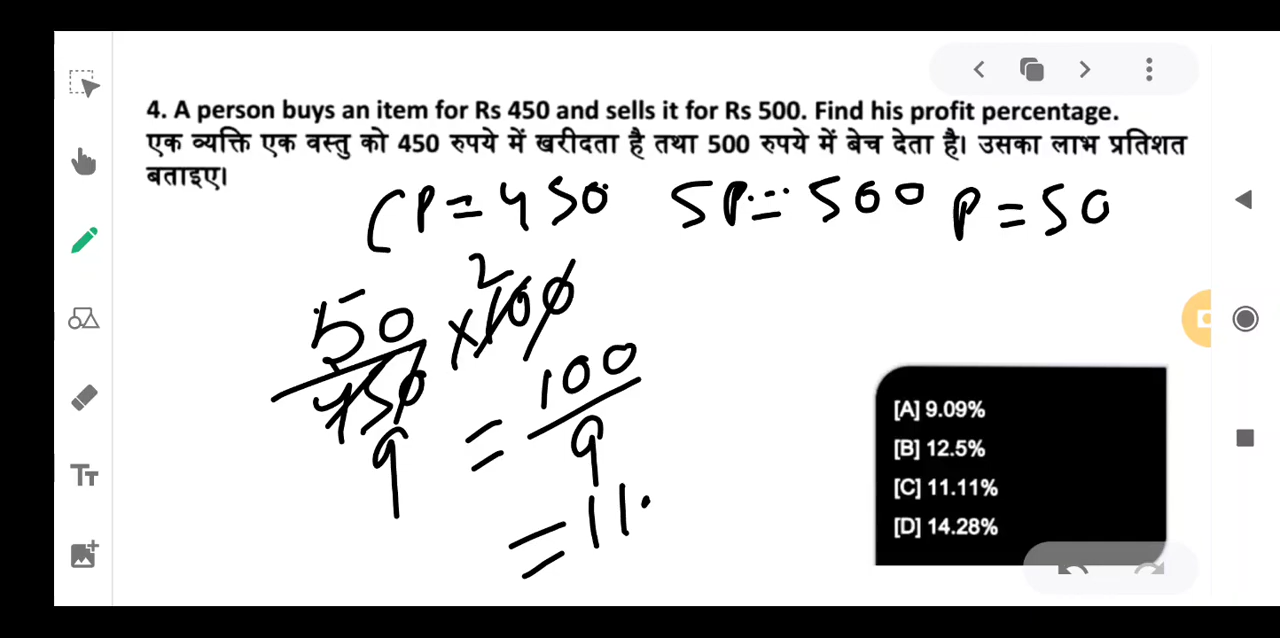 4. A person buys an item for Rs 450 and sells it for Rs 500. Find his profit percentage.
एक व्यक्ति एक वस्तु को 450 रुपये में खरीदता है तथा 500 रुपये में बेच देता है। उसका लाभ प्रतिशत
बताइए।
CP = 450 SP = 500 P = 50
2
50 × 100
450
9
= 100
9
= 11.
[A] 9.09%
[B] 12.5%
[C] 11.11%
[D] 14.28%
Tт